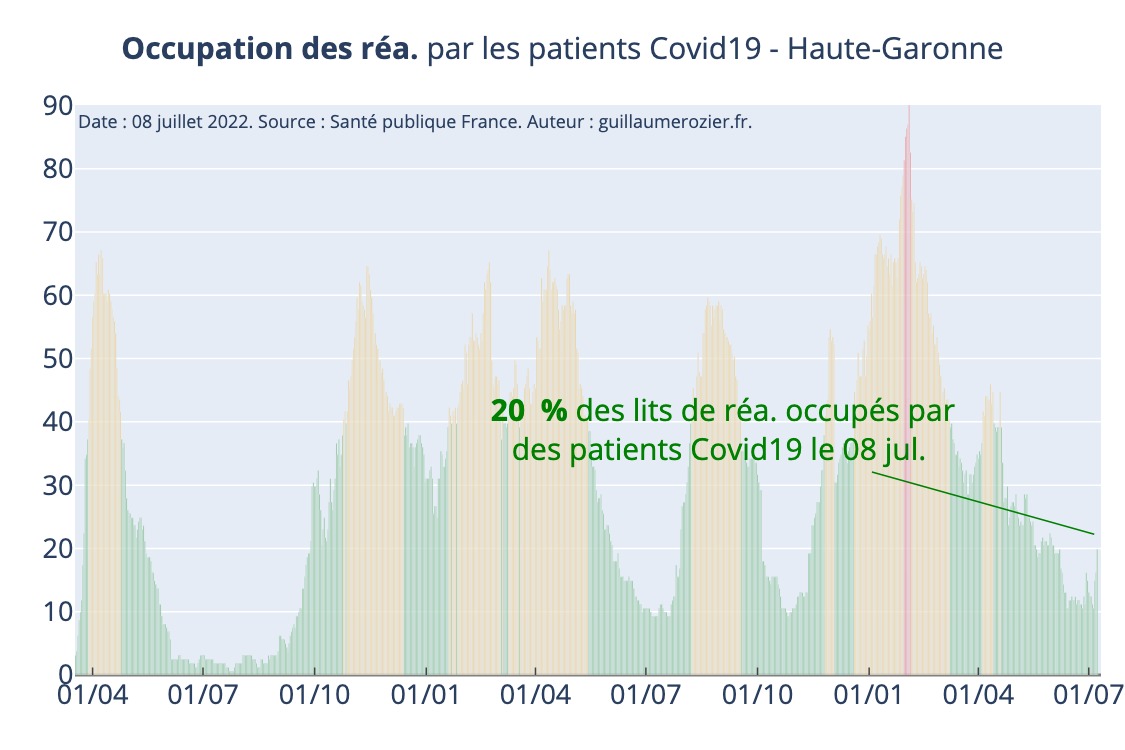 Occupation des réa. par les patients Covid19 - Haute-Garonne
90
Date : 08 juillet 2022. Source : Santé publique France. Auteur : guillaumerozier.fr.
80
70
60
50
20 % des lits de réa. occupés par
40
des patients Covid19 le 08 jul.
30
20
10
0
01/04 01/07 01/10 01/01 01/04 01/07 01/10 01/01 01/04 01/07